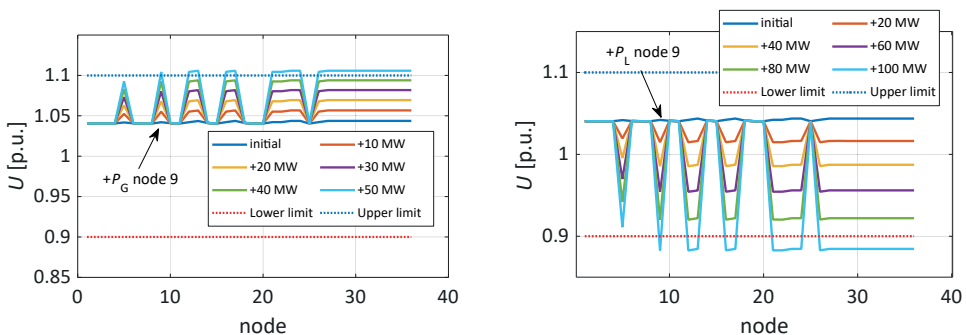 1.1
1.05
1
0.95
0.9
0.85
U [p.u.]
+PG node 9
initial +10 MW
+20 MW +30 MW
+40 MW +50 MW
Lower limit Upper limit
0 10 20 30 40
node
1.1
1
0.9
U [p.u.]
+PL node 9
initial +20 MW
+40 MW +60 MW
+80 MW +100 MW
Lower limit Upper limit
10 20 30 40
node